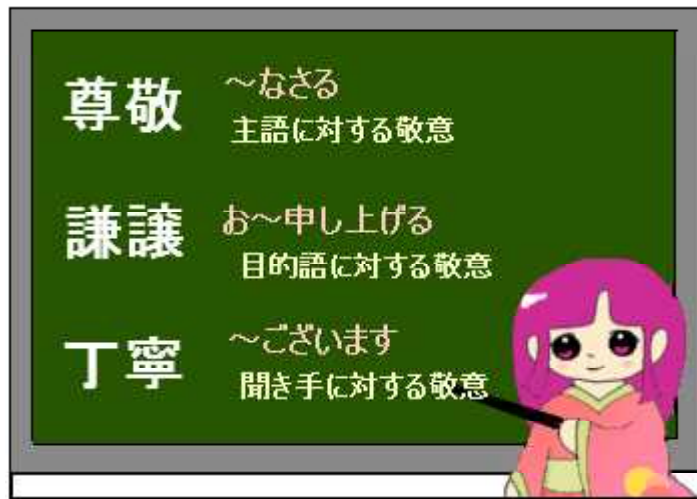 尊敬
~なさる
主語に対する敬意
謙譲
お~申し上げる
目的語に対する敬意
丁寧
~ございます
聞き手に対する敬意